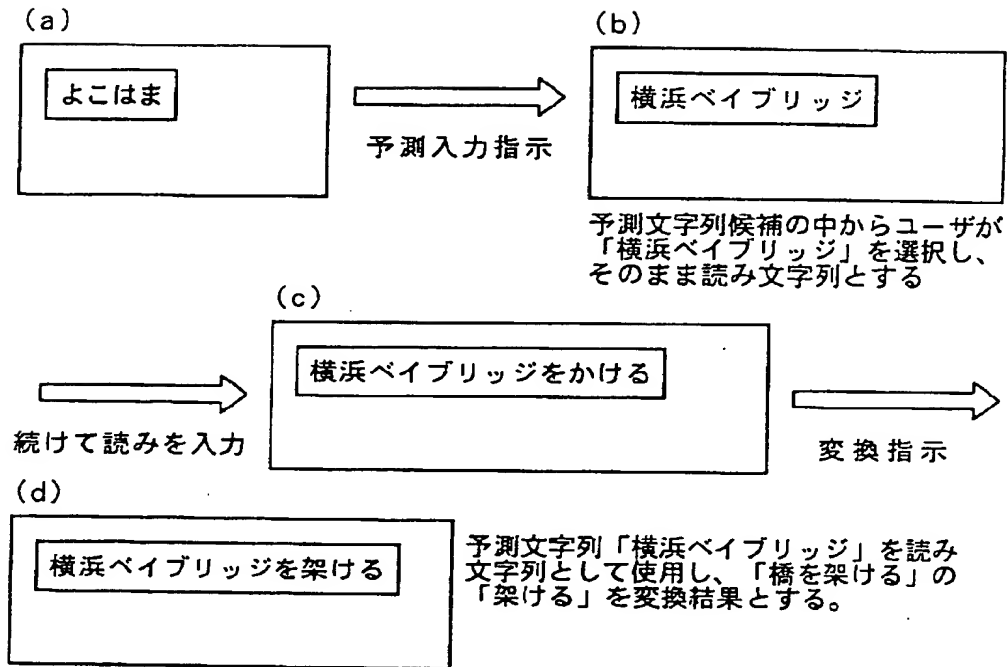 (a)
よこはま
予測入力指示
(b)
横浜ベイブリッジ
予測文字列候補の中からユーザが
「横浜ベイブリッジ」を選択し、
そのまま読み文字列とする
続けて読みを入力
(c)
横浜ベイブリッジをかける
変換指示
(d)
横浜ベイブリッジを架ける
予測文字列「横浜ベイブリッジ」を読み
文字列として使用し、「橋を架ける」の
「架ける」を変換結果とする。